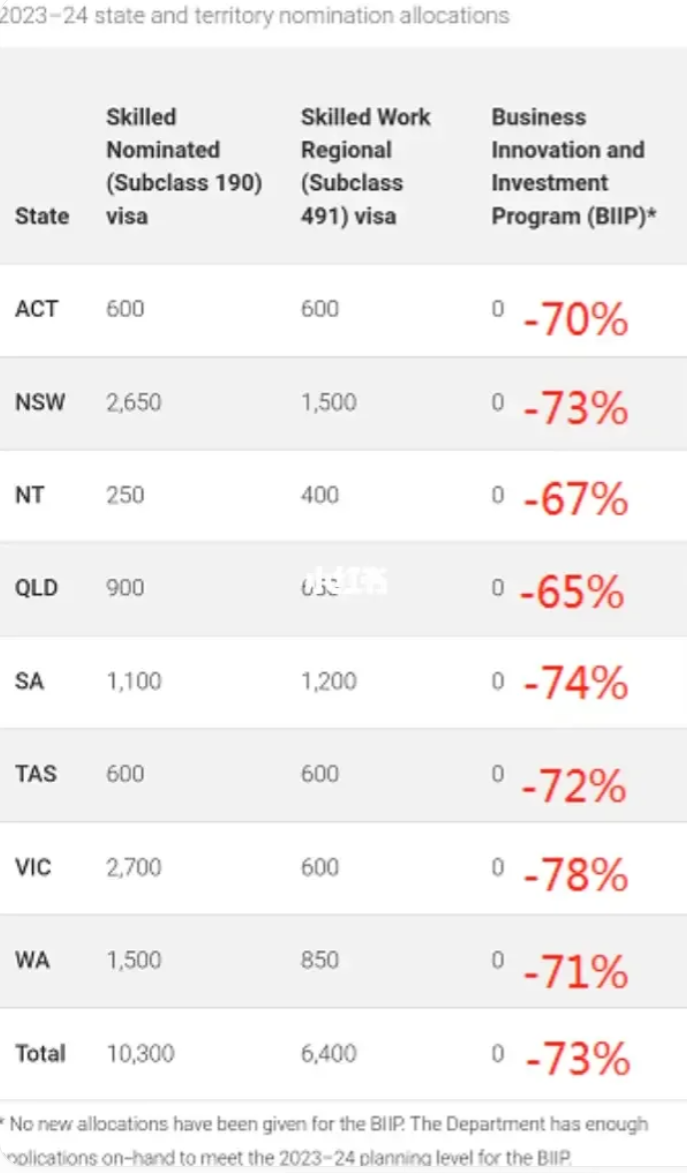 2023–24 state and territory nomination allocations
Skilled Skilled Work Business
Nominated Regional Innovation and
(Subclass 190) (Subclass Investment
State visa 491) visa Program (BIIP)*
ACT 600 600 0 -70%
NSW 2,650 1,500 0 -73%
NT 250 400 0 -67%
QLD 900 小红书 0 -65%
SA 1,100 1,200 0 -74%
TAS 600 600 0 -72%
VIC 2,700 600 0 -78%
WA 1,500 850 0 -71%
Total 10,300 6,400 0 -73%
* No new allocations have been given for the BIIP. The Department has enough
pplications on-hand to meet the 2023–24 planning level for the BIIP.